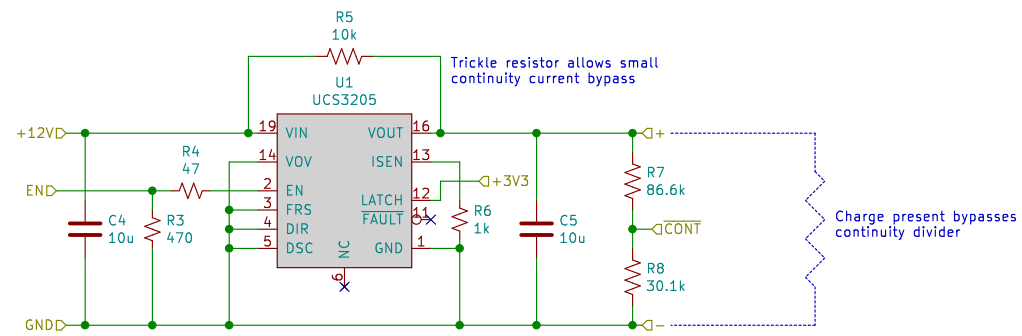 R5
10k
Trickle resistor allows small
continuity current bypass
U1
UCS3205
+12V
19
VIN
VOUT
16
+
14
VOV
ISEN
13
R4
47
EN
2
EN
LATCH
12
+3V3
3
FRS
FAULT
11
4
DIR
5
DSC
NC
GND
1
6
C4
10u
R3
470
R6
1k
C5
10u
R7
86.6k
CONT
R8
30.1k
Charge present bypasses
continuity divider
GND
−